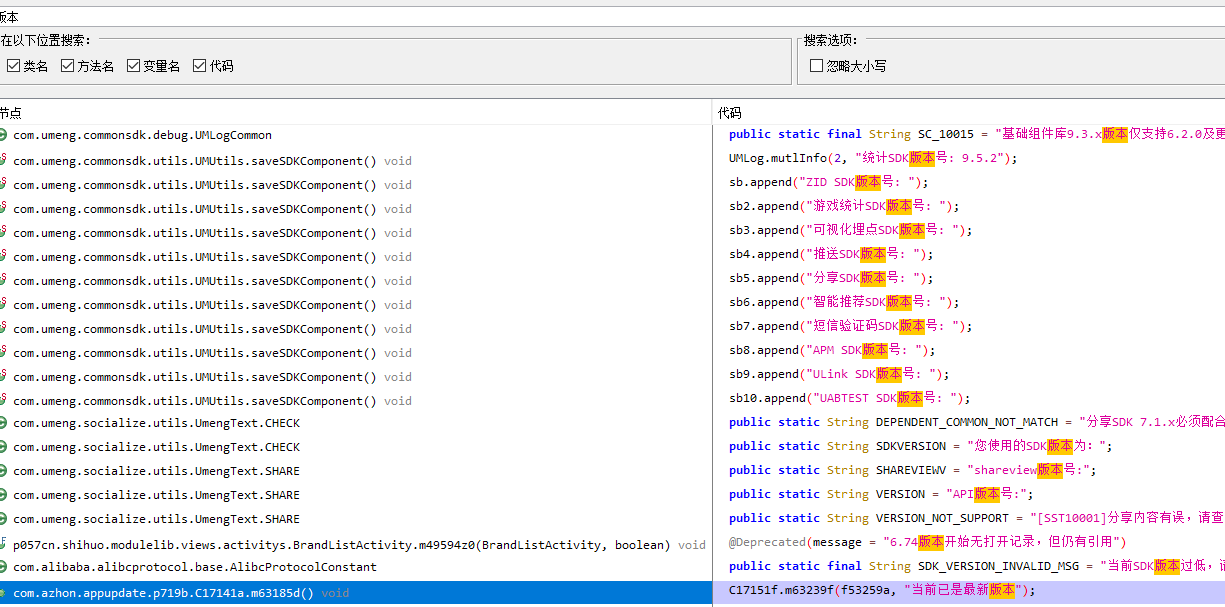 版本
在以下位置搜索：
搜索选项：
类名 方法名 变量名 代码
忽略大小写
节点 代码
com.umeng.commonsdk.debug.UMLogCommon public static final String SC_10015 = "基础组件库9.3.x版本仅支持6.2.0及更
com.umeng.commonsdk.utils.UMUtils.saveSDKComponent() void UMLog.mutlInfo(2, "统计SDK版本号: 9.5.2");
com.umeng.commonsdk.utils.UMUtils.saveSDKComponent() void sb.append("ZID SDK版本号: ");
com.umeng.commonsdk.utils.UMUtils.saveSDKComponent() void sb2.append("游戏统计SDK版本号: ");
com.umeng.commonsdk.utils.UMUtils.saveSDKComponent() void sb3.append("可视化埋点SDK版本号: ");
com.umeng.commonsdk.utils.UMUtils.saveSDKComponent() void sb4.append("推送SDK版本号: ");
com.umeng.commonsdk.utils.UMUtils.saveSDKComponent() void sb5.append("分享SDK版本号: ");
com.umeng.commonsdk.utils.UMUtils.saveSDKComponent() void sb6.append("智能推荐SDK版本号: ");
com.umeng.commonsdk.utils.UMUtils.saveSDKComponent() void sb7.append("短信验证码SDK版本号: ");
com.umeng.commonsdk.utils.UMUtils.saveSDKComponent() void sb8.append("APM SDK版本号: ");
com.umeng.commonsdk.utils.UMUtils.saveSDKComponent() void sb9.append("ULink SDK版本号: ");
com.umeng.commonsdk.utils.UMUtils.saveSDKComponent() void sb10.append("UABTEST SDK版本号: ");
com.umeng.socialize.utils.UmengText.CHECK public static String DEPENDENT_COMMON_NOT_MATCH = "分享SDK 7.1.x必须配合
com.umeng.socialize.utils.UmengText.CHECK public static String SDKVERSION = "您使用的SDK版本为：";
com.umeng.socialize.utils.UmengText.SHARE public static String SHAREVIEWV = "shareview版本号:";
com.umeng.socialize.utils.UmengText.SHARE public static String VERSION = "API版本号:";
com.umeng.socialize.utils.UmengText.SHARE public static String VERSION_NOT_SUPPORT = "[SST10001]分享内容有误，请查
p057cn.shihuo.modulelib.views.activitys.BrandListActivity.m49594z0(BrandListActivity, boolean) void @Deprecated(message = "6.74版本开始无打开记录，但仍有引用")
com.alibaba.alibcprotocol.base.AlibcProtocolConstant public static final String SDK_VERSION_INVALID_MSG = "当前SDK版本过低，请
com.azhon.appupdate.p719b.C17141a.m63185d() void C17151f.m63239f(f53259a, "当前已是最新版本");